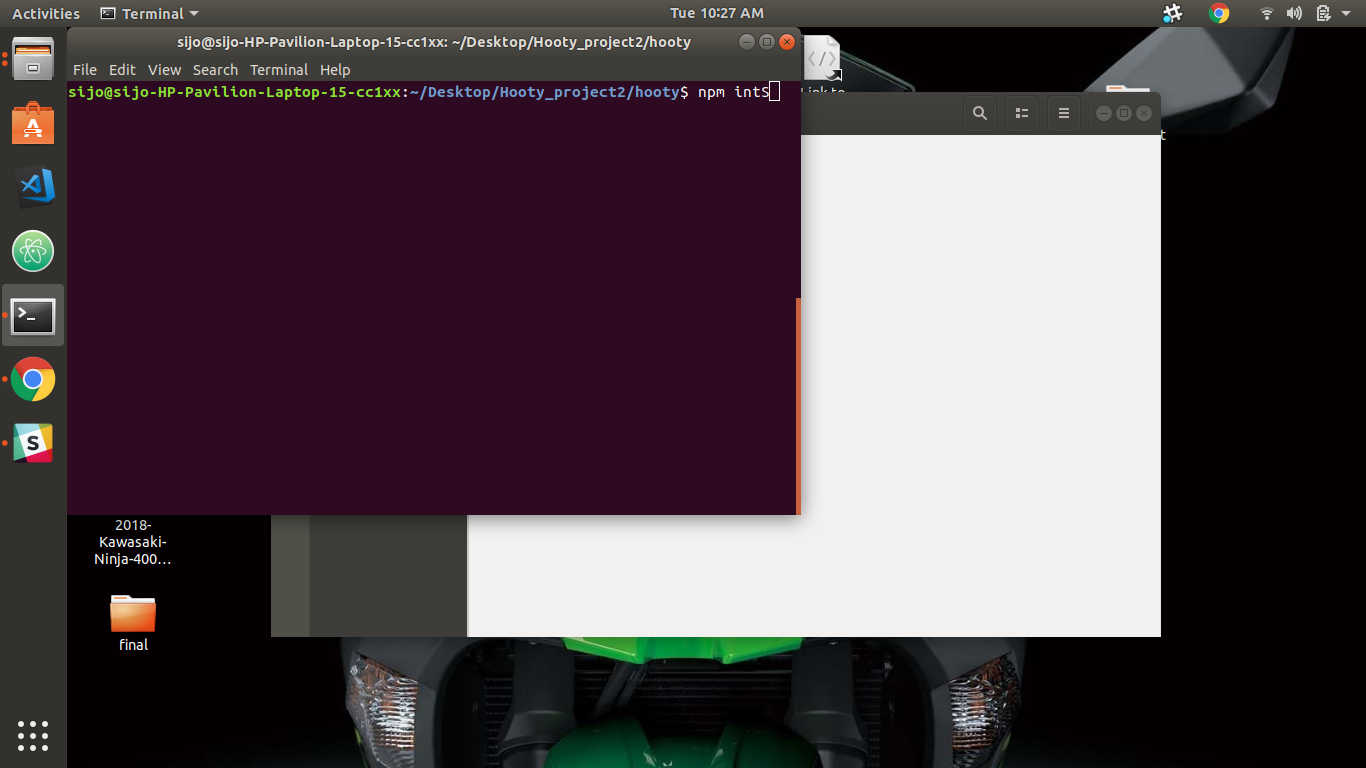 Activities Terminal Tue 10:27 AM
sijo@sijo-HP-Pavilion-Laptop-15-cc1xx: ~/Desktop/Hooty_project2/hooty
File Edit View Search Terminal Help
sijo@sijo-HP-Pavilion-Laptop-15-cc1xx:~/Desktop/Hooty_project2/hooty$ npm intS
Link to
t
2018-
Kawasaki-
Ninja-400…
final